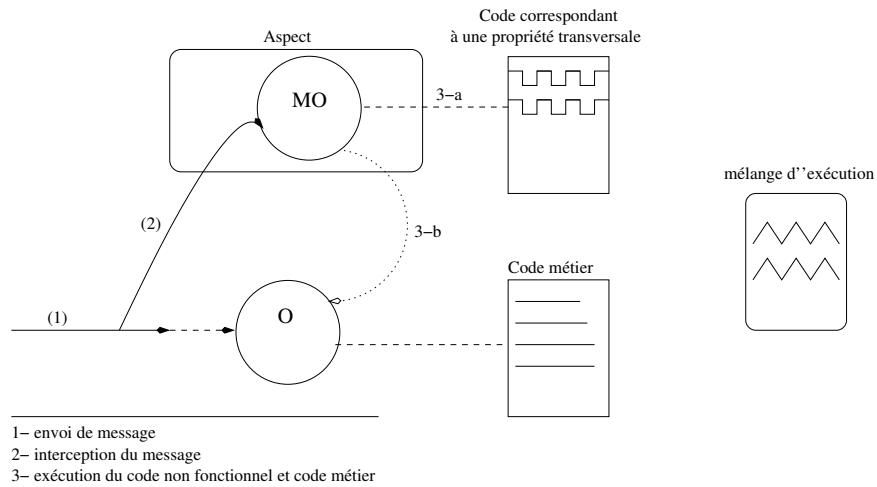 Code correspondant
à une propriété transversale
Aspect
MO
3-a
mélange d''exécution
(2)
3-b
Code métier
O
(1)
1- envoi de message
2- interception du message
3- exécution du code non fonctionnel et code métier